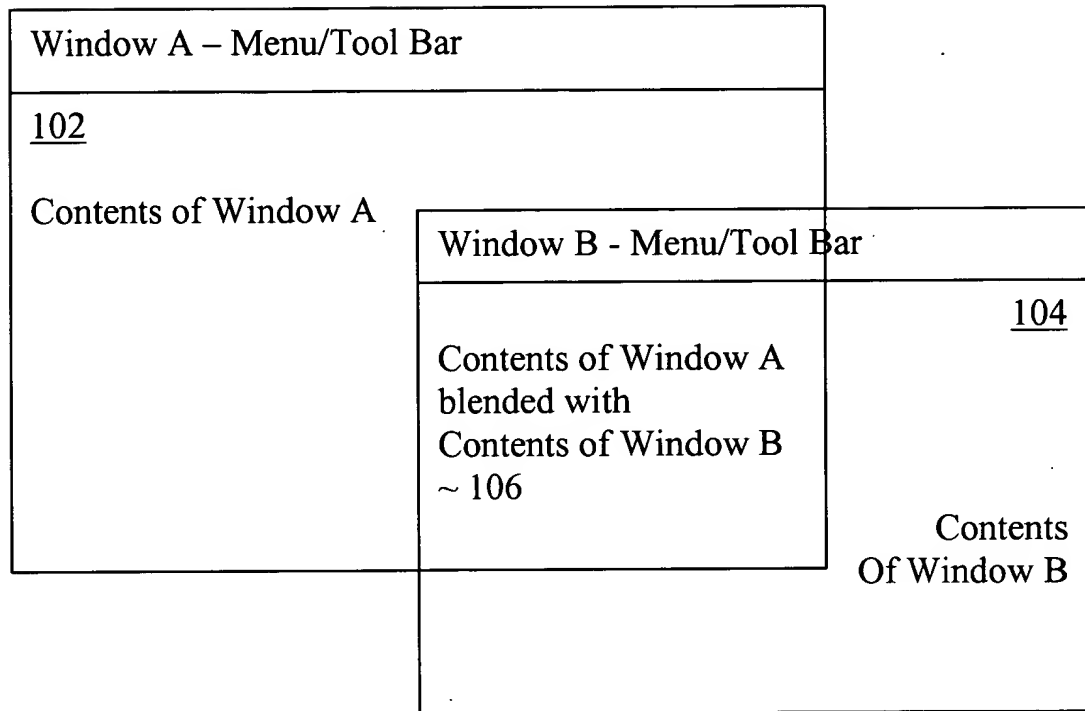 Window A – Menu/Tool Bar
102
Contents of Window A
Window B - Menu/Tool Bar
104
Contents of Window A
blended with
Contents of Window B
~ 106
Contents
Of Window B